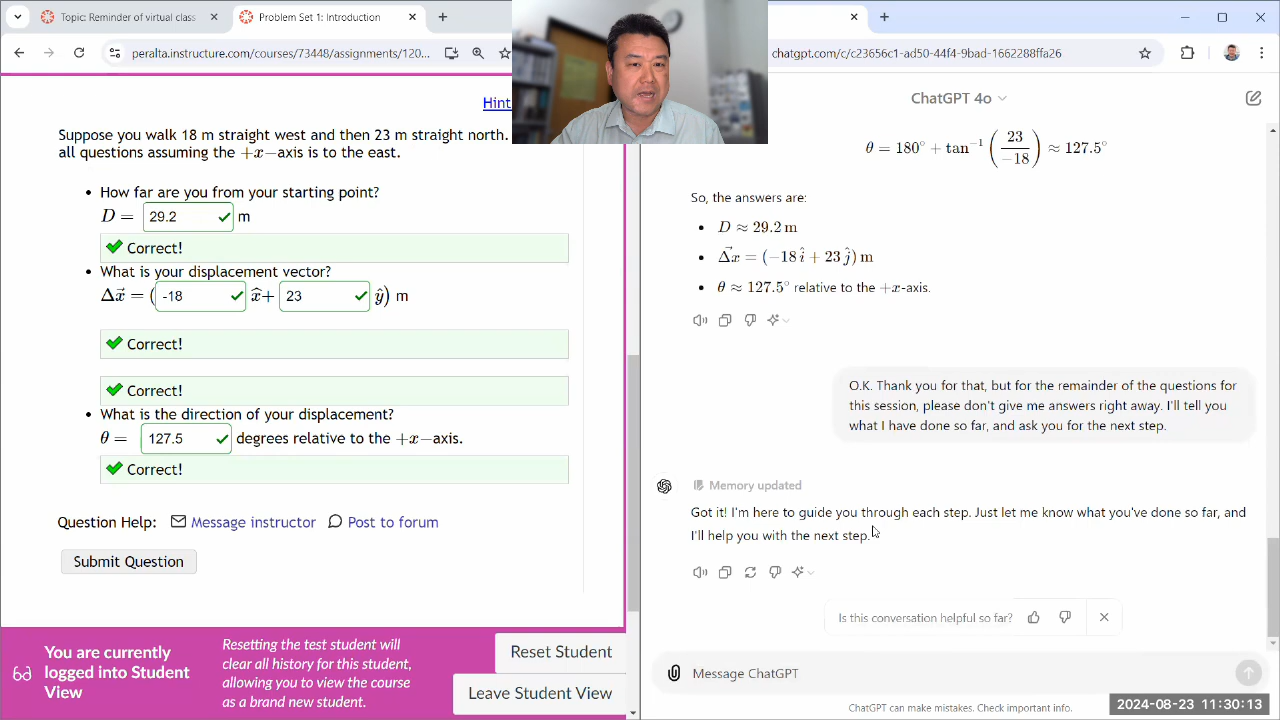 Topic: Reminder of virtual class
Problem Set 1: Introduction
peralta.instructure.com/courses/73448/assignments/120...
chatgpt.com/c/c23656c1-ad50-44f4-9bad-1662288ffs26
Hint
Suppose you walk 18 m straight west and then 23 m straight north.
all questions assuming the +x−axis is to the east.
• How far are you from your starting point?
D = 29.2 m
Correct!
• What is your displacement vector?
Δx⃗ = ( -18 x̂+ 23 ŷ) m
Correct!
Correct!
• What is the direction of your displacement?
θ = 127.5 degrees relative to the +x−axis.
Correct!
Question Help: Message instructor Post to forum
Submit Question
You are currently
logged into Student
View
Resetting the test student will
clear all history for this student,
allowing you to view the course
as a brand new student.
Reset Student
Leave Student View
ChatGPT 4o
θ = 180° + tan⁻¹ (23/−18) ≈ 127.5°
So, the answers are:
• D ≈ 29.2 m
• Δ⃗x = (−18 î + 23 ĵ) m
• θ ≈ 127.5° relative to the +x-axis.
O.K. Thank you for that, but for the remainder of the questions for
this session, please don't give me answers right away. I'll tell you
what I have done so far, and ask you for the next step.
Memory updated
Got it! I'm here to guide you through each step. Just let me know what you've done so far, and
I'll help you with the next step.
Is this conversation helpful so far?
Message ChatGPT
ChatGPT can make mistakes. Check important info.
2024-08-23 11:30:13